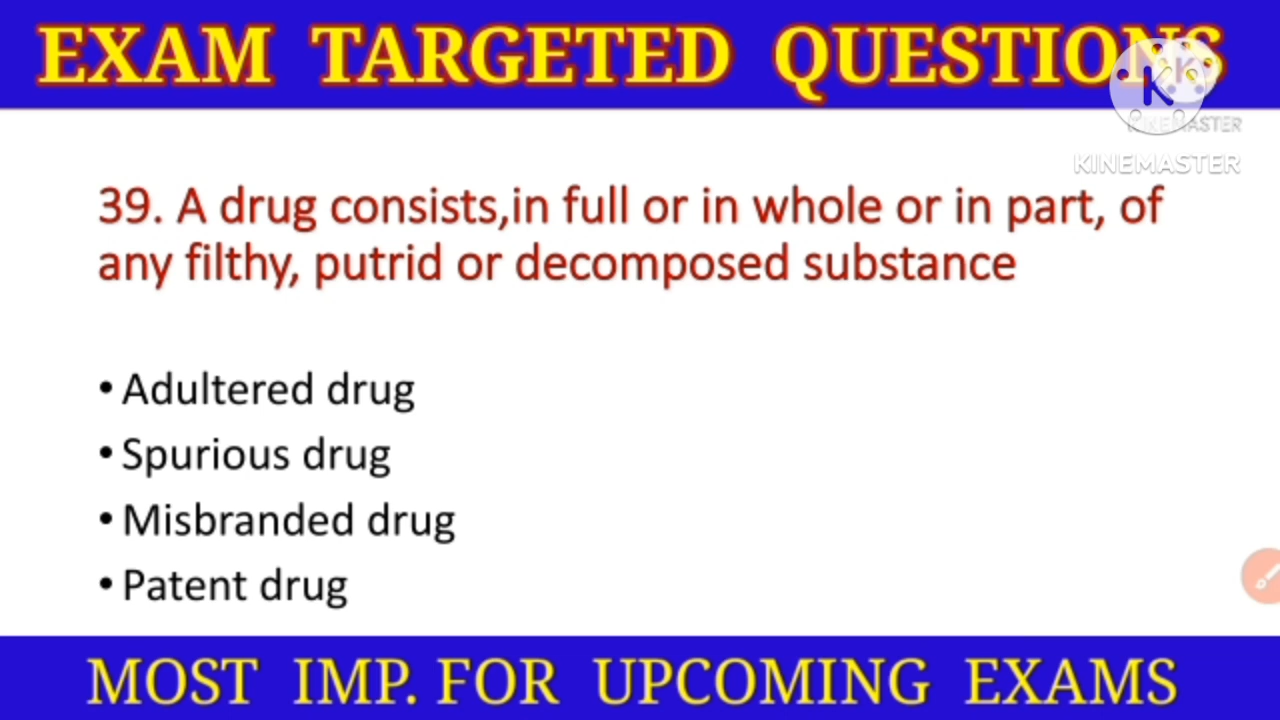 EXAM TARGETED QUESTIONS
K
KINEMASTER
KINEMASTER
39. A drug consists,in full or in whole or in part, of
any filthy, putrid or decomposed substance
• Adultered drug
• Spurious drug
• Misbranded drug
• Patent drug
MOST IMP. FOR UPCOMING EXAMS